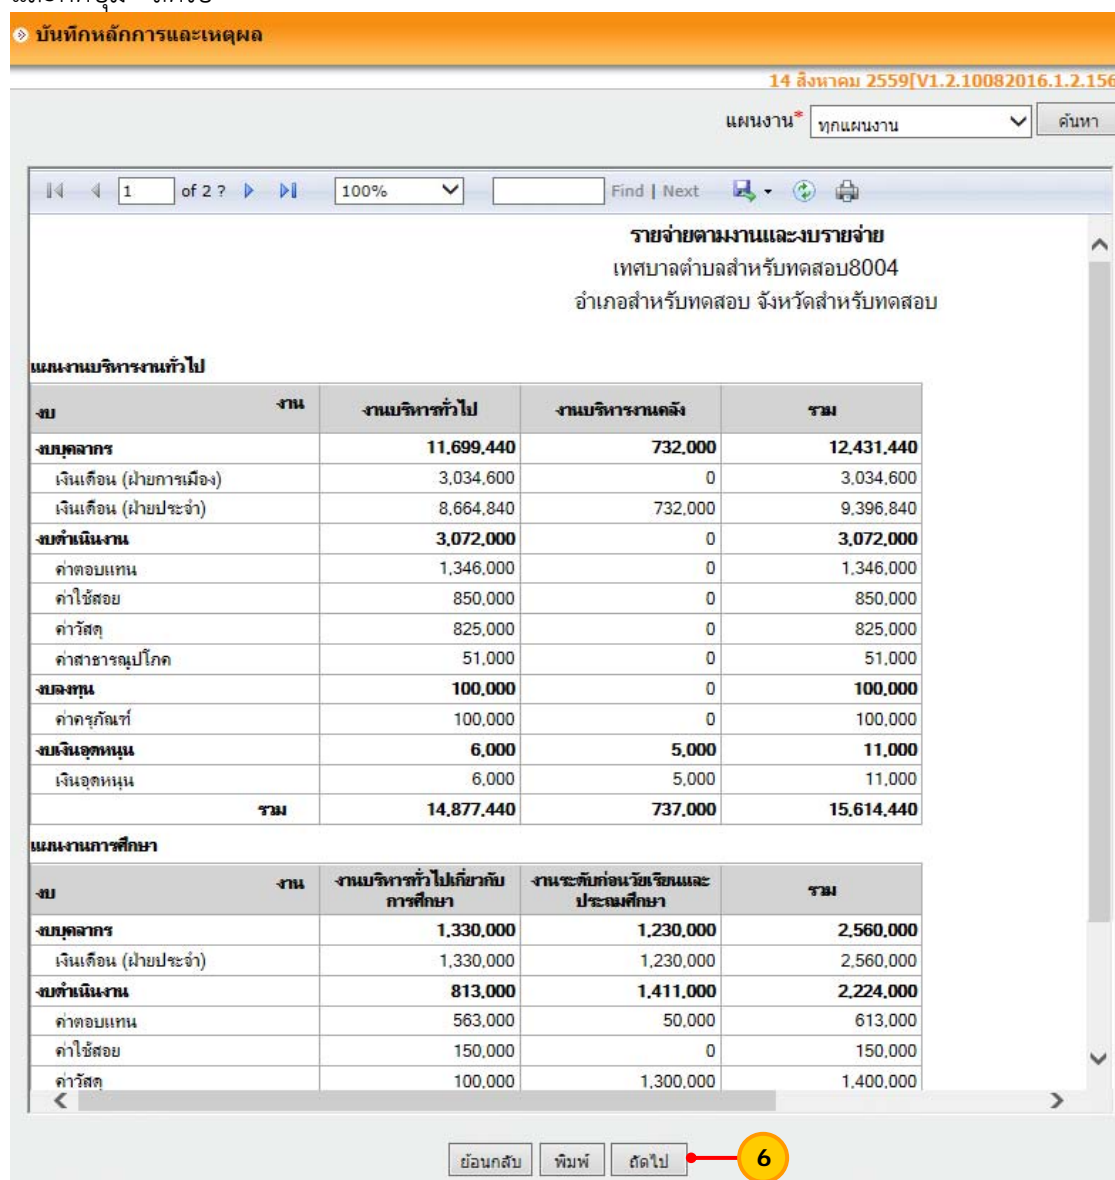 บันทึกหลักการและเหตุผล
14 สิงหาคม 2559[V1.2.10082016.1.2.156
แผนงาน* ทุกแผนงาน ค้นหา
1 of 2 ? 100% Find | Next
รายจ่ายตามงานและงบรายจ่าย
เทศบาลตำบลสำหรับทดสอบ8004
อำเภอสำหรับทดสอบ จังหวัดสำหรับทดสอบ
แผนงานบริหารงานทั่วไป
งบ งาน งานบริหารทั่วไป งานบริหารงานคลัง รวม
งบบุคลากร 11,699,440 732,000 12,431,440
เงินเดือน (ฝ่ายการเมือง) 3,034,600 0 3,034,600
เงินเดือน (ฝ่ายประจำ) 8,664,840 732,000 9,396,840
งบดำเนินงาน 3,072,000 0 3,072,000
ค่าตอบแทน 1,346,000 0 1,346,000
ค่าใช้สอย 850,000 0 850,000
ค่าวัสดุ 825,000 0 825,000
ค่าสาธารณูปโภค 51,000 0 51,000
งบลงทุน 100,000 0 100,000
ค่าครุภัณฑ์ 100,000 0 100,000
งบเงินอุดหนุน 6,000 5,000 11,000
เงินอุดหนุน 6,000 5,000 11,000
รวม 14,877,440 737,000 15,614,440
แผนงานการศึกษา
งบ งาน งานบริหารทั่วไปเกี่ยวกับการศึกษา งานระดับก่อนวัยเรียนและประถมศึกษา รวม
งบบุคลากร 1,330,000 1,230,000 2,560,000
เงินเดือน (ฝ่ายประจำ) 1,330,000 1,230,000 2,560,000
งบดำเนินงาน 813,000 1,411,000 2,224,000
ค่าตอบแทน 563,000 50,000 613,000
ค่าใช้สอย 150,000 0 150,000
ค่าวัสดุ 100,000 1,300,000 1,400,000
ย้อนกลับ พิมพ์ ถัดไป 6